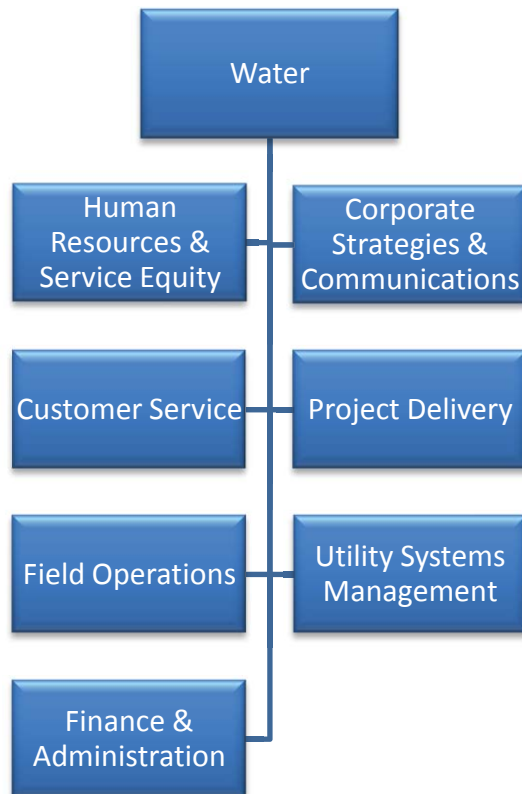 Water
Human
Resources &
Service Equity
Corporate
Strategies &
Communications
Customer Service
Project Delivery
Field Operations
Utility Systems
Management
Finance &
Administration